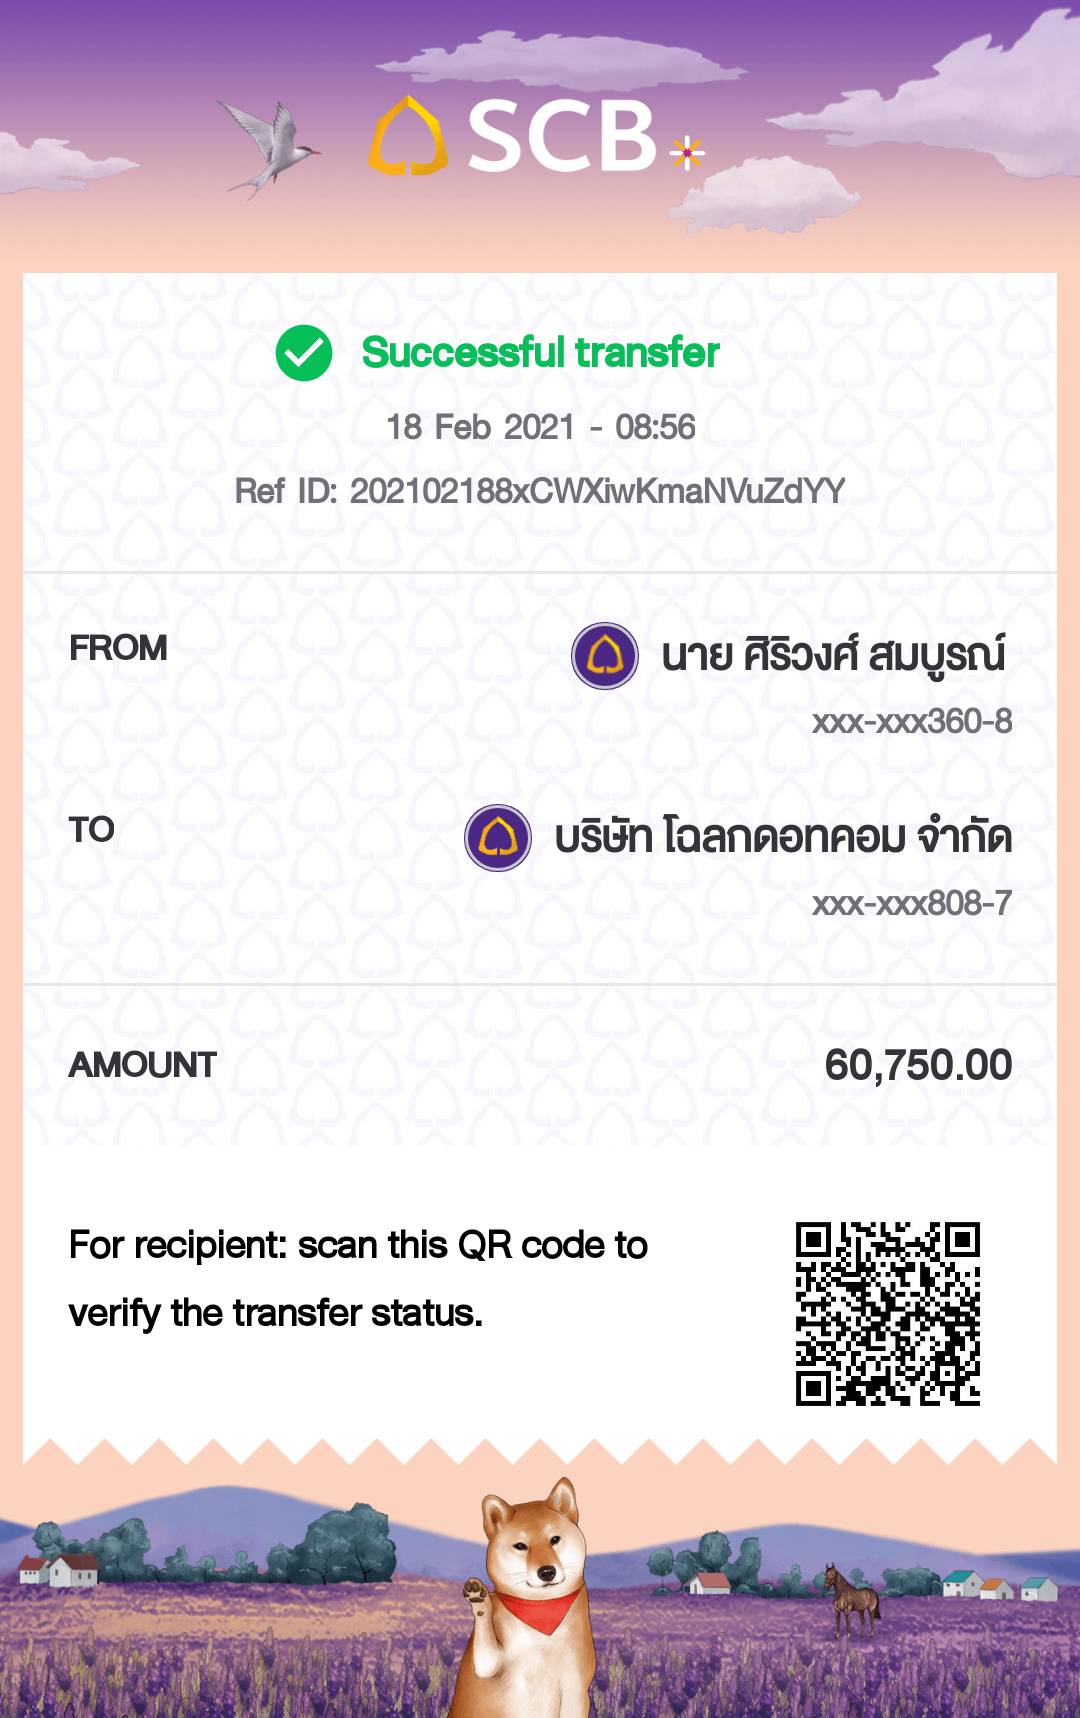 SCB
Successful transfer
18 Feb 2021 - 08:56
Ref ID: 202102188xCWXiwKmaNVuZdYY
FROM
นาย ศิริวงศ์ สมบูรณ์
xxx-xxx360-8
TO
บริษัท โฉลกดอทคอม จำกัด
xxx-xxx808-7
AMOUNT
60,750.00
For recipient: scan this QR code to
verify the transfer status.